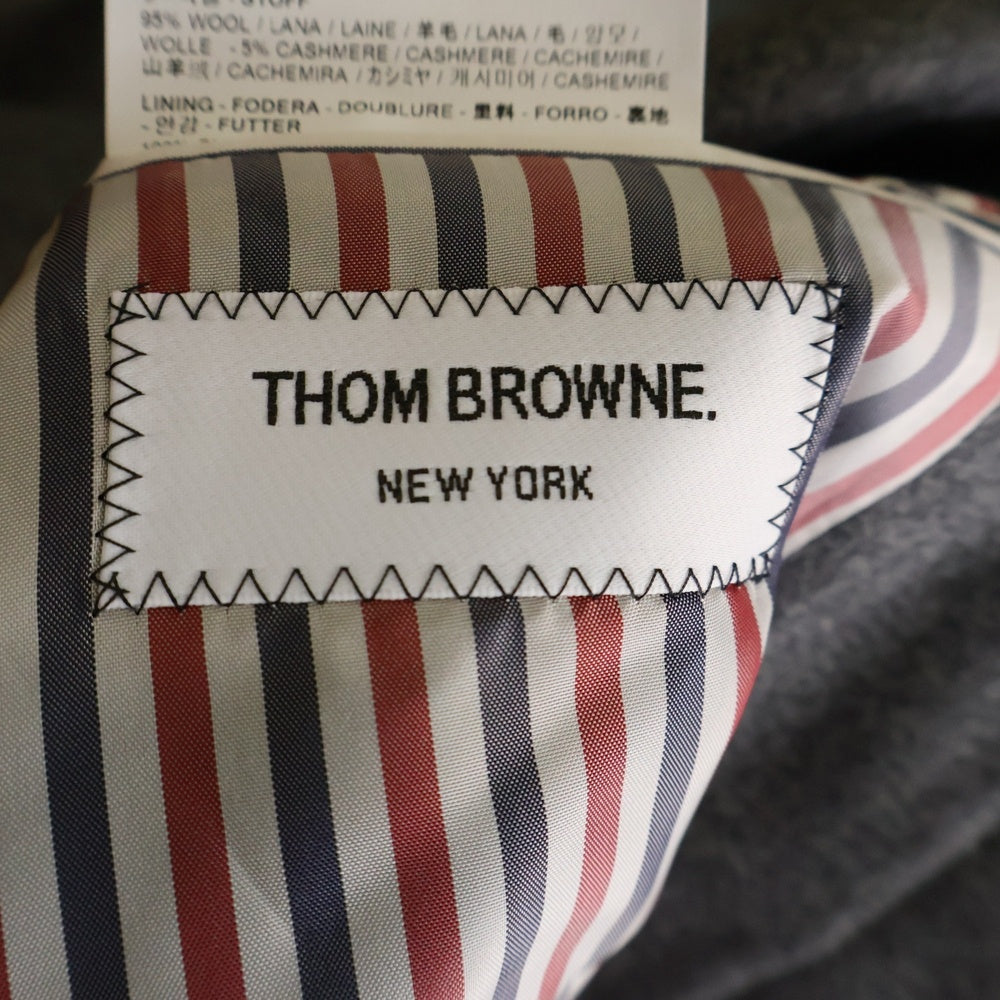 STOFF
95% WOOL / LANA / LAINE / 羊毛 / LANA / 毛 / 양모 /
WOLLE - 5% CASHMERE / CASHMERE / CACHEMIRE /
山羊绒 / CACHEMIRA / カシミヤ / 캐시미어 / CASHEMIRE
LINING - FODERA - DOUBLURE - 里料 - FORRO - 裏地
- 안감 - FUTTER
THOM BROWNE.
NEW YORK